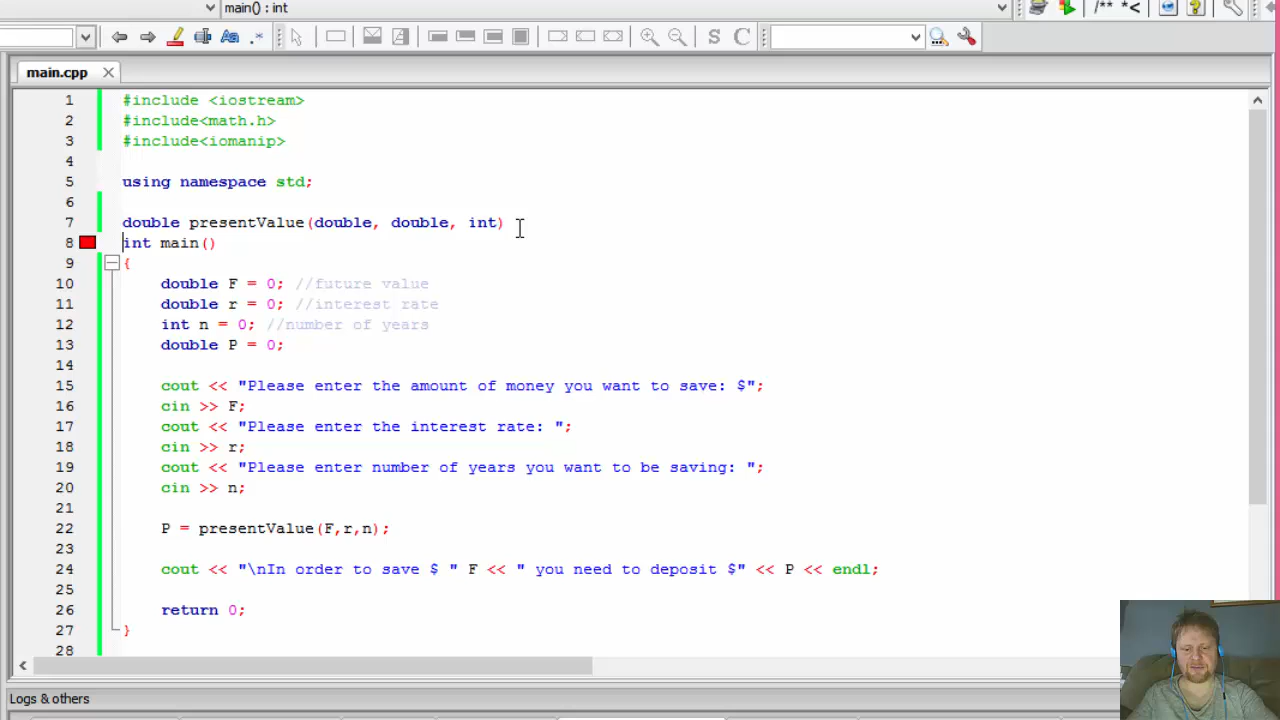 main() : int
/** *<
Aa .*
S C
main.cpp
1 #include <iostream>
2 #include<math.h>
3 #include<iomanip>
4
5 using namespace std;
6
7 double presentValue(double, double, int)
8 int main()
9 {
10 double F = 0; //future value
11 double r = 0; //interest rate
12 int n = 0; //number of years
13 double P = 0;
14
15 cout << "Please enter the amount of money you want to save: $";
16 cin >> F;
17 cout << "Please enter the interest rate: ";
18 cin >> r;
19 cout << "Please enter number of years you want to be saving: ";
20 cin >> n;
21
22 P = presentValue(F,r,n);
23
24 cout << "\nIn order to save $ " F << " you need to deposit $" << P << endl;
25
26 return 0;
27 }
28
Logs & others